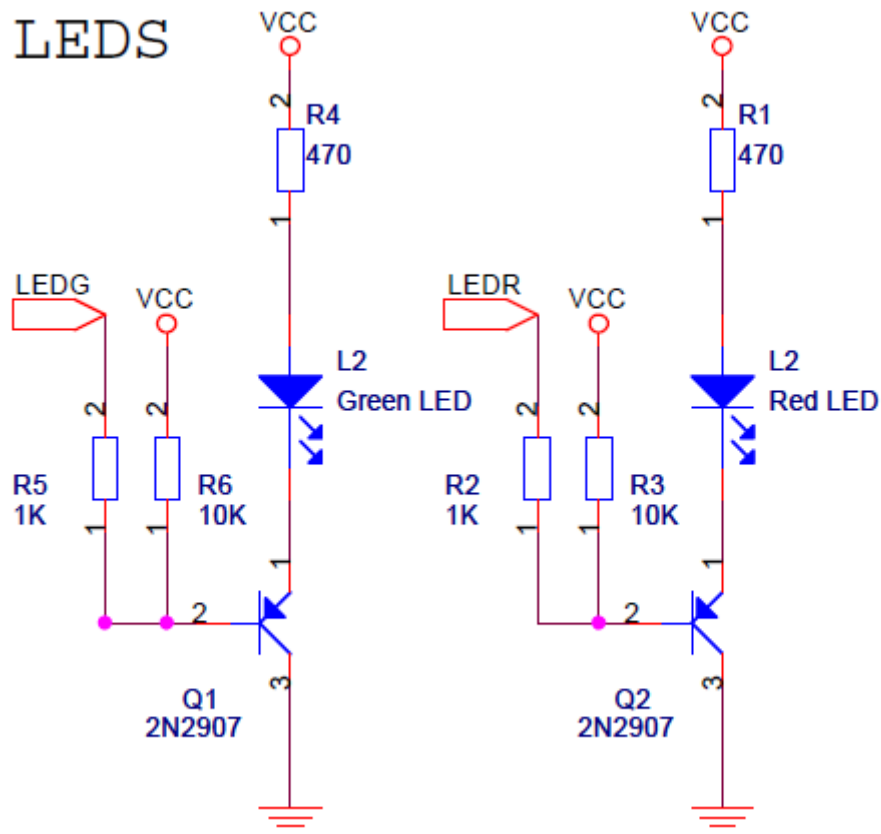 LEDS
VCC
2
R4
470
1
LEDG
VCC
2
2
R5
1K
R6
10K
1
1
L2
Green LED
1
2
3
Q1
2N2907
VCC
2
R1
470
1
LEDR
VCC
2
2
R2
1K
R3
10K
1
1
L2
Red LED
1
2
3
Q2
2N2907